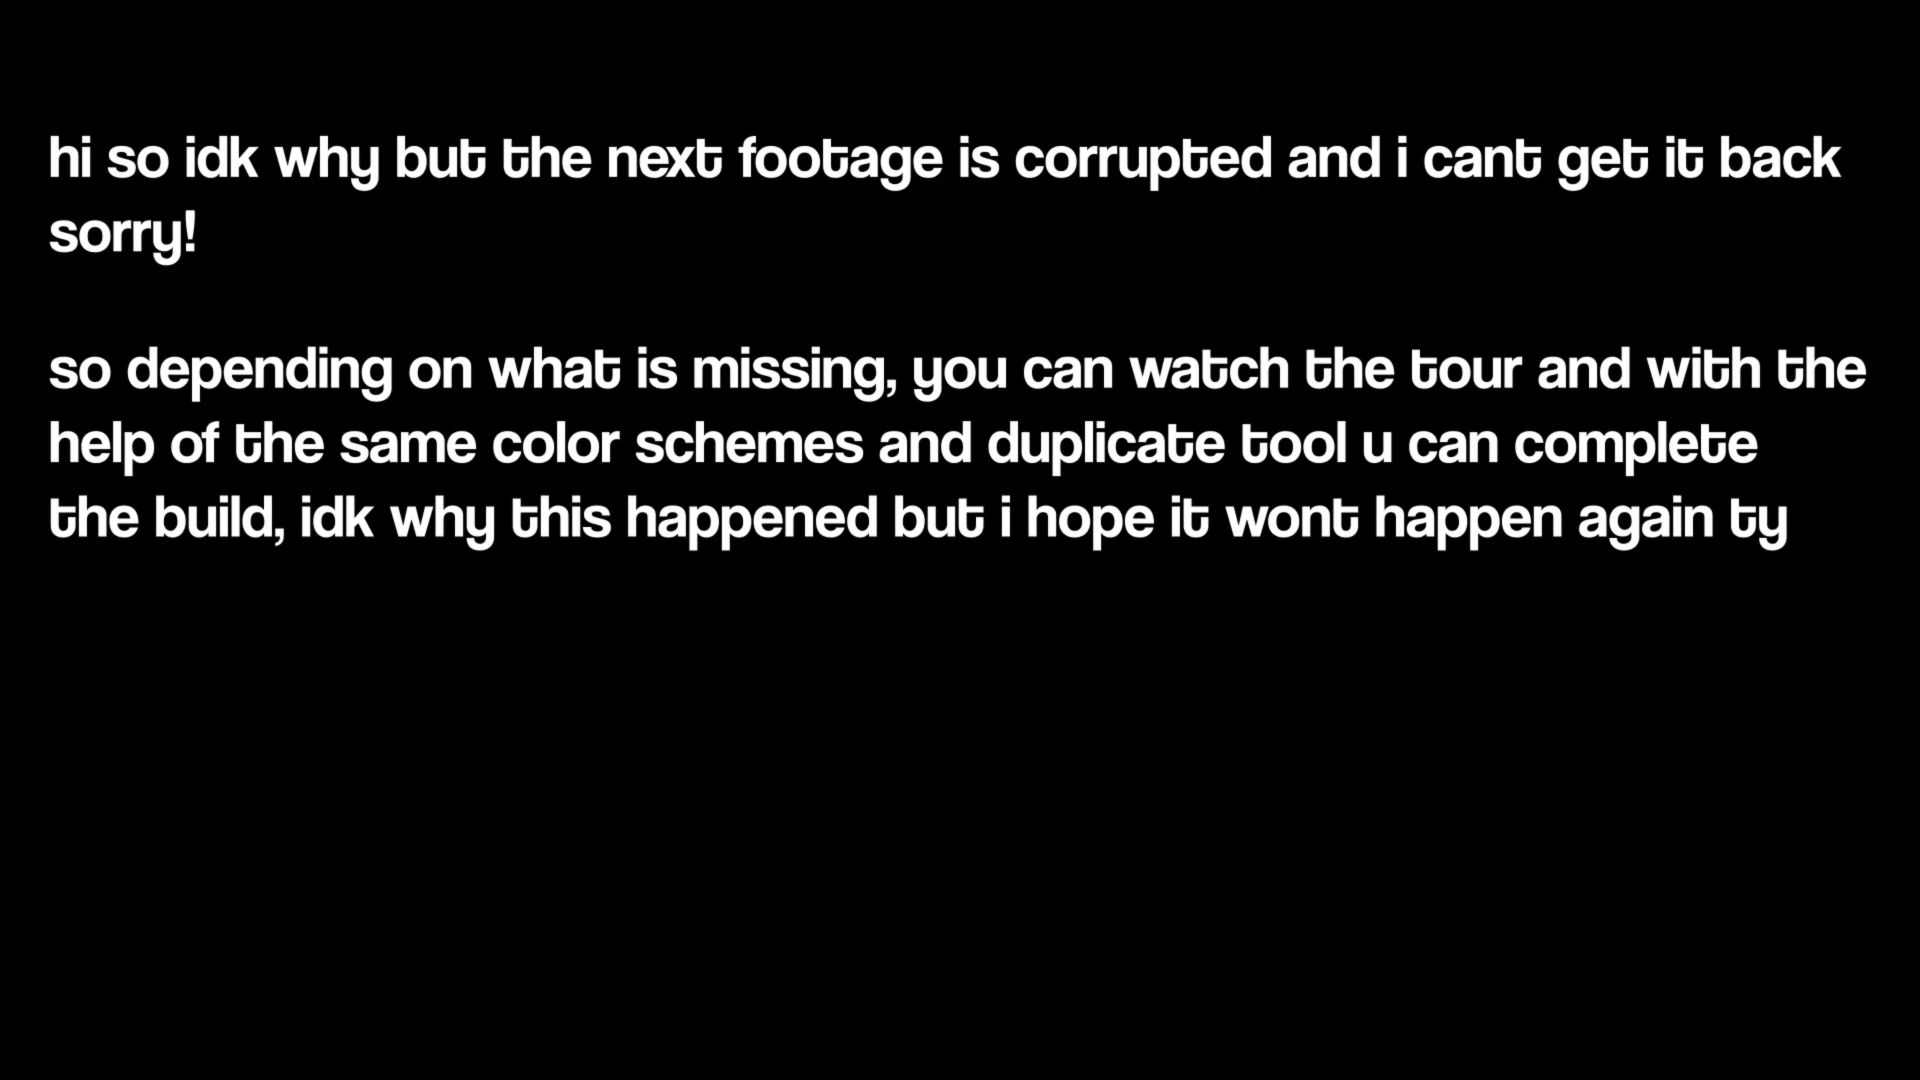 hi so idk why but the next footage is corrupted and i cant get it back
sorry!
so depending on what is missing, you can watch the tour and with the
help of the same color schemes and duplicate tool u can complete
the build, idk why this happened but i hope it wont happen again ty